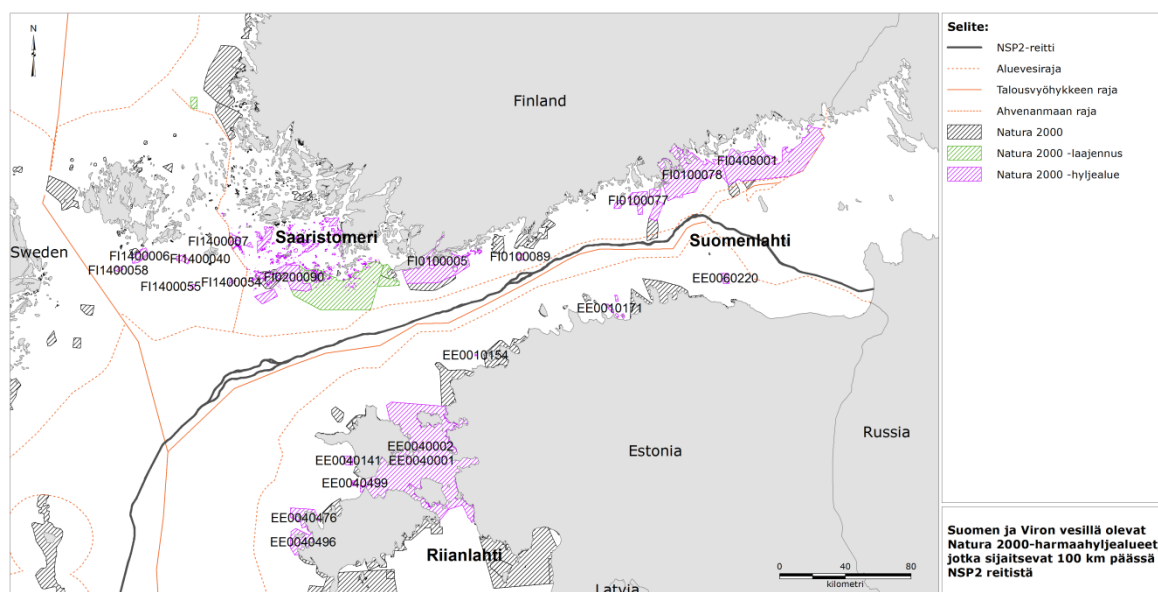 N
Finland
FI0408001
FI0100078
FI0100077
FI1400007
Saaristomeri
Suomenlahti
Sweden
FI1400006
FI1400040
FI0100005
FI0100089
FI1400058
FI1400055
FI1400034
FI0200090
EE0060220
EE0010171
EE0010154
Russia
EE0040002
Estonia
EE0040141
EE0040001
EE0040499
EE0040476
EE0040496
Riianlahti
Latvia
0 40 80
kilometri
Selite:
NSP2-reitti
Aluevesiraja
Talousvyöhykkeen raja
Ahvenanmaan raja
Natura 2000
Natura 2000 -laajennus
Natura 2000 -hyljealue
Suomen ja Viron vesillä olevat
Natura 2000-harmaahyljealueet
jotka sijaitsevat 100 km päässä
NSP2 reitistä